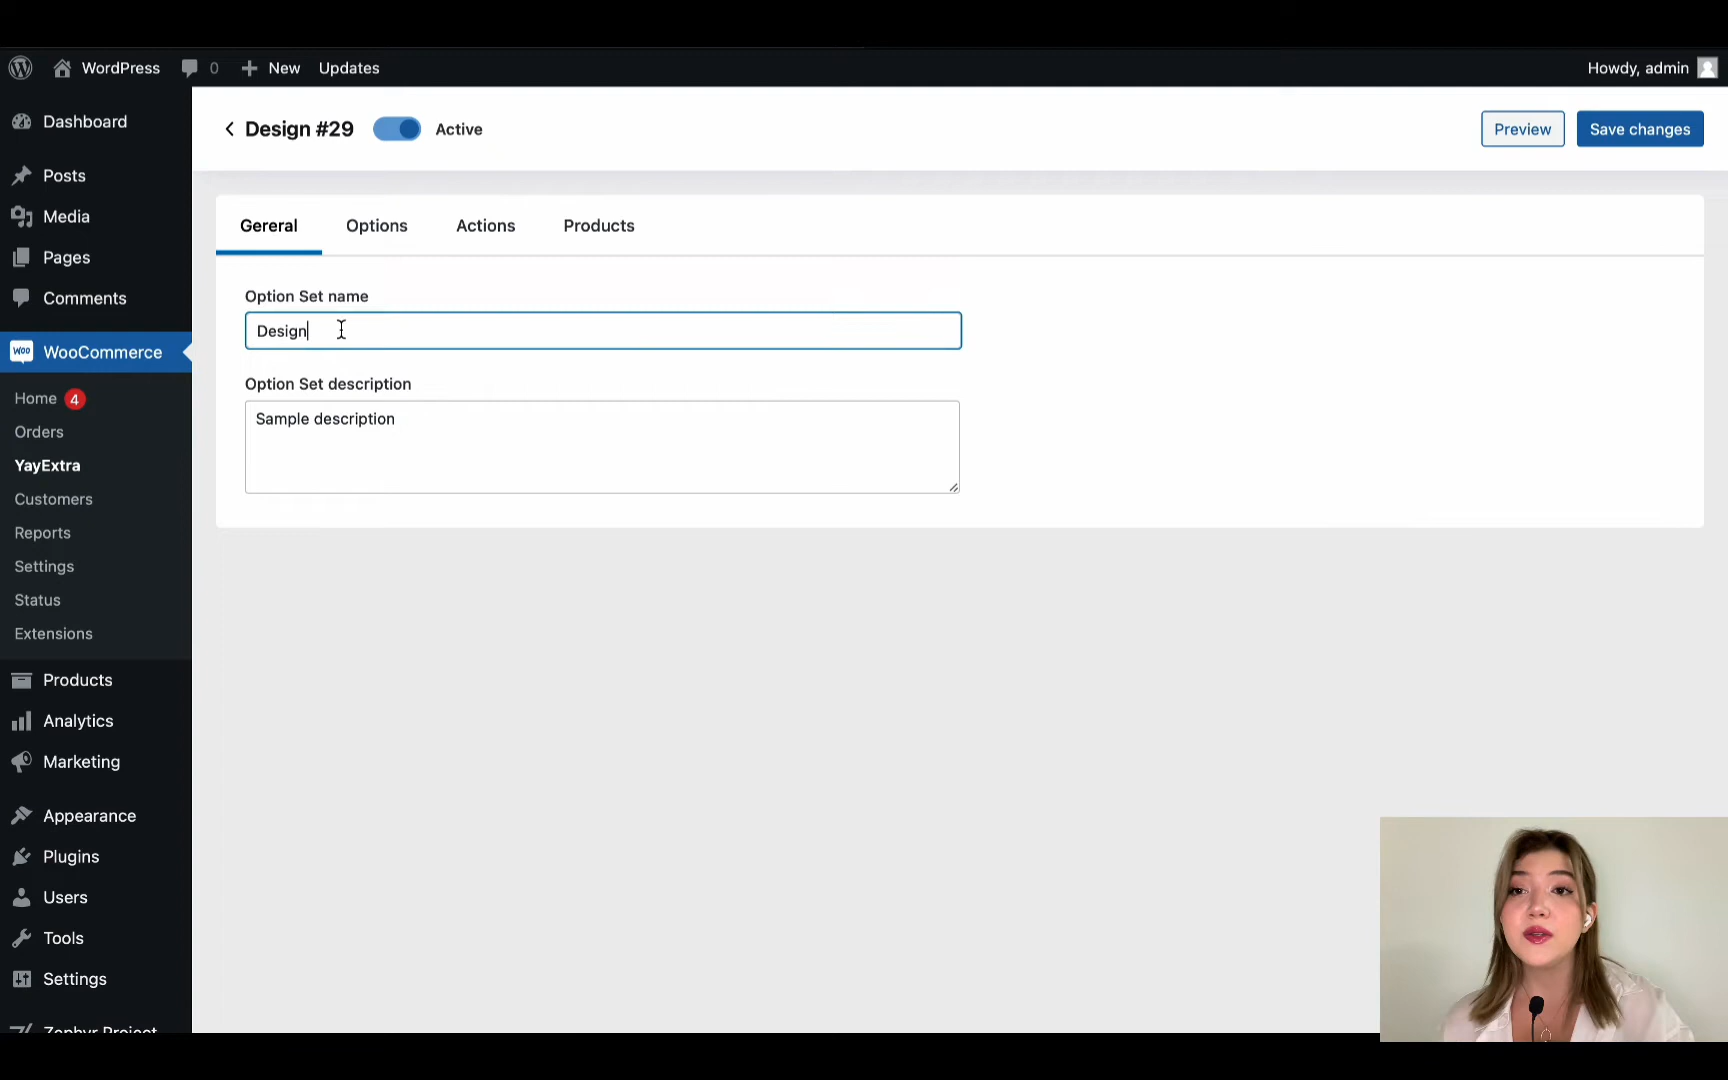 WordPress 0 New Updates Howdy, admin
Dashboard
Posts
Media
Pages
Comments
WOO WooCommerce
Home 4
Orders
YayExtra
Customers
Reports
Settings
Status
Extensions
Products
Analytics
Marketing
Appearance
Plugins
Users
Tools
Settings
Zephyr Project
Design #29 Active Preview Save changes
Gereral Options Actions Products
Option Set name
Design
Option Set description
Sample description